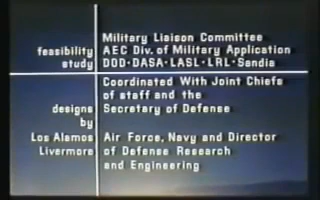 Military Liaison Committee
feasibility AEC Div. of Military Application
study DOD·DASA·LASL·LRL·Sandia
Coordinated With Joint Chiefs
of staff and the
designs Secretary of Defense
by
Los Alamos Air Force, Navy and Director
Livermore of Defense Research
and Engineering